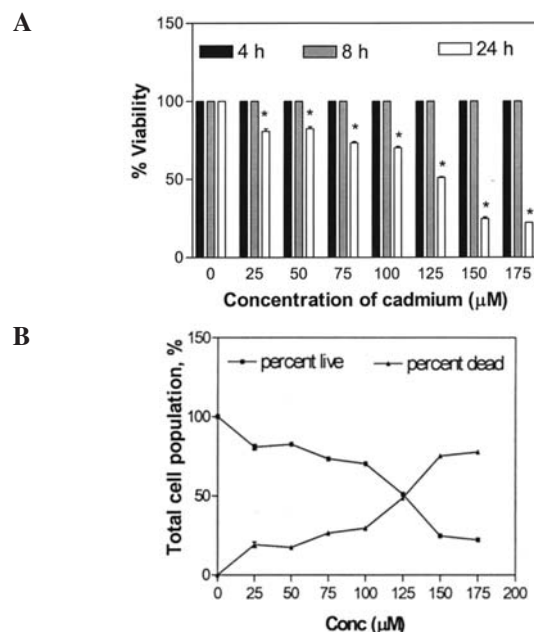 A
150
100
50
0
% Viability
4 h 8 h 24 h
* * * * * * *
0 25 50 75 100 125 150 175
Concentration of cadmium (μM)
B
150
100
50
0
Total cell population, %
percent live percent dead
0 25 50 75 100 125 150 175 200
Conc (μM)